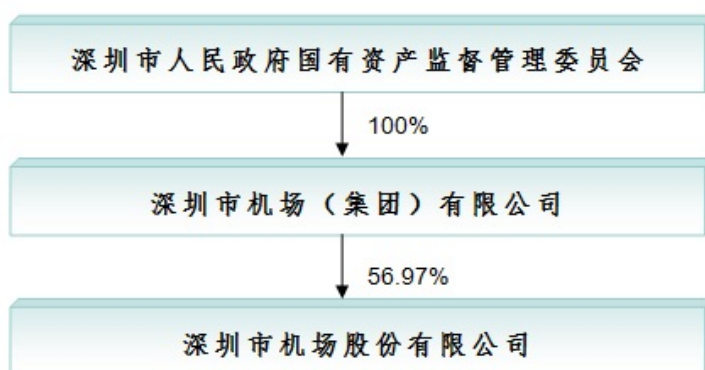 深圳市人民政府国有资产监督管理委员会
100%
深圳市机场（集团）有限公司
56.97%
深圳市机场股份有限公司